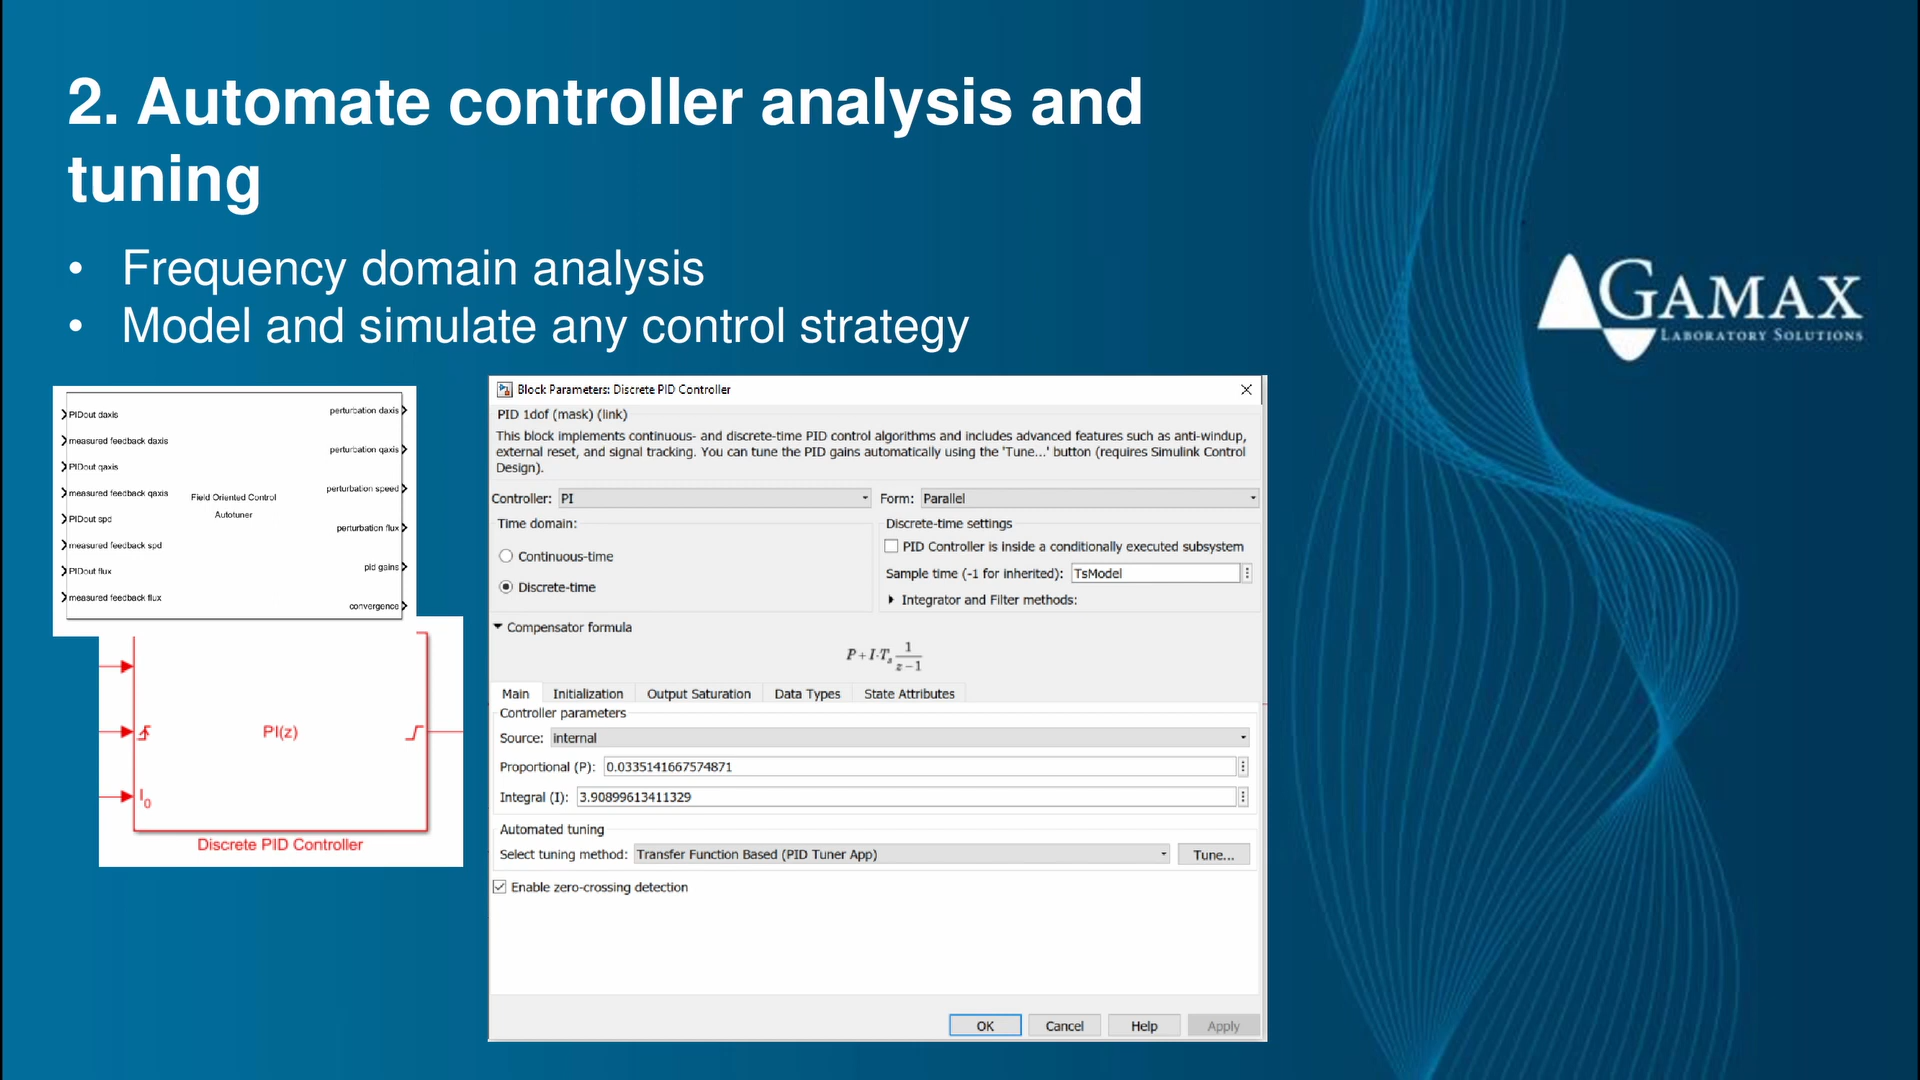 2. Automate controller analysis and
tuning
• Frequency domain analysis
• Model and simulate any control strategy
GAMAX
LABORATORY SOLUTIONS
PIDout daxis
measured feedback daxis
PIDout qaxis
measured feedback qaxis
PIDout spd
measured feedback spd
PIDout flux
measured feedback flux
Field Oriented Control
Autotuner
perturbation daxis
perturbation qaxis
perturbation speed
perturbation flux
pid gains
convergence
PI(z)
I0
Discrete PID Controller
Block Parameters: Discrete PID Controller
PID 1dof (mask) (link)
This block implements continuous- and discrete-time PID control algorithms and includes advanced features such as anti-windup,
external reset, and signal tracking. You can tune the PID gains automatically using the 'Tune...' button (requires Simulink Control
Design).
Controller: PI Form: Parallel
Time domain:
Continuous-time
Discrete-time
Discrete-time settings
PID Controller is inside a conditionally executed subsystem
Sample time (-1 for inherited): TsModel
Integrator and Filter methods:
Compensator formula
P+I·Ts 1/(z−1)
Main Initialization Output Saturation Data Types State Attributes
Controller parameters
Source: internal
Proportional (P): 0.0335141667574871
Integral (I): 3.90899613411329
Automated tuning
Select tuning method: Transfer Function Based (PID Tuner App) Tune...
Enable zero-crossing detection
OK Cancel Help Apply